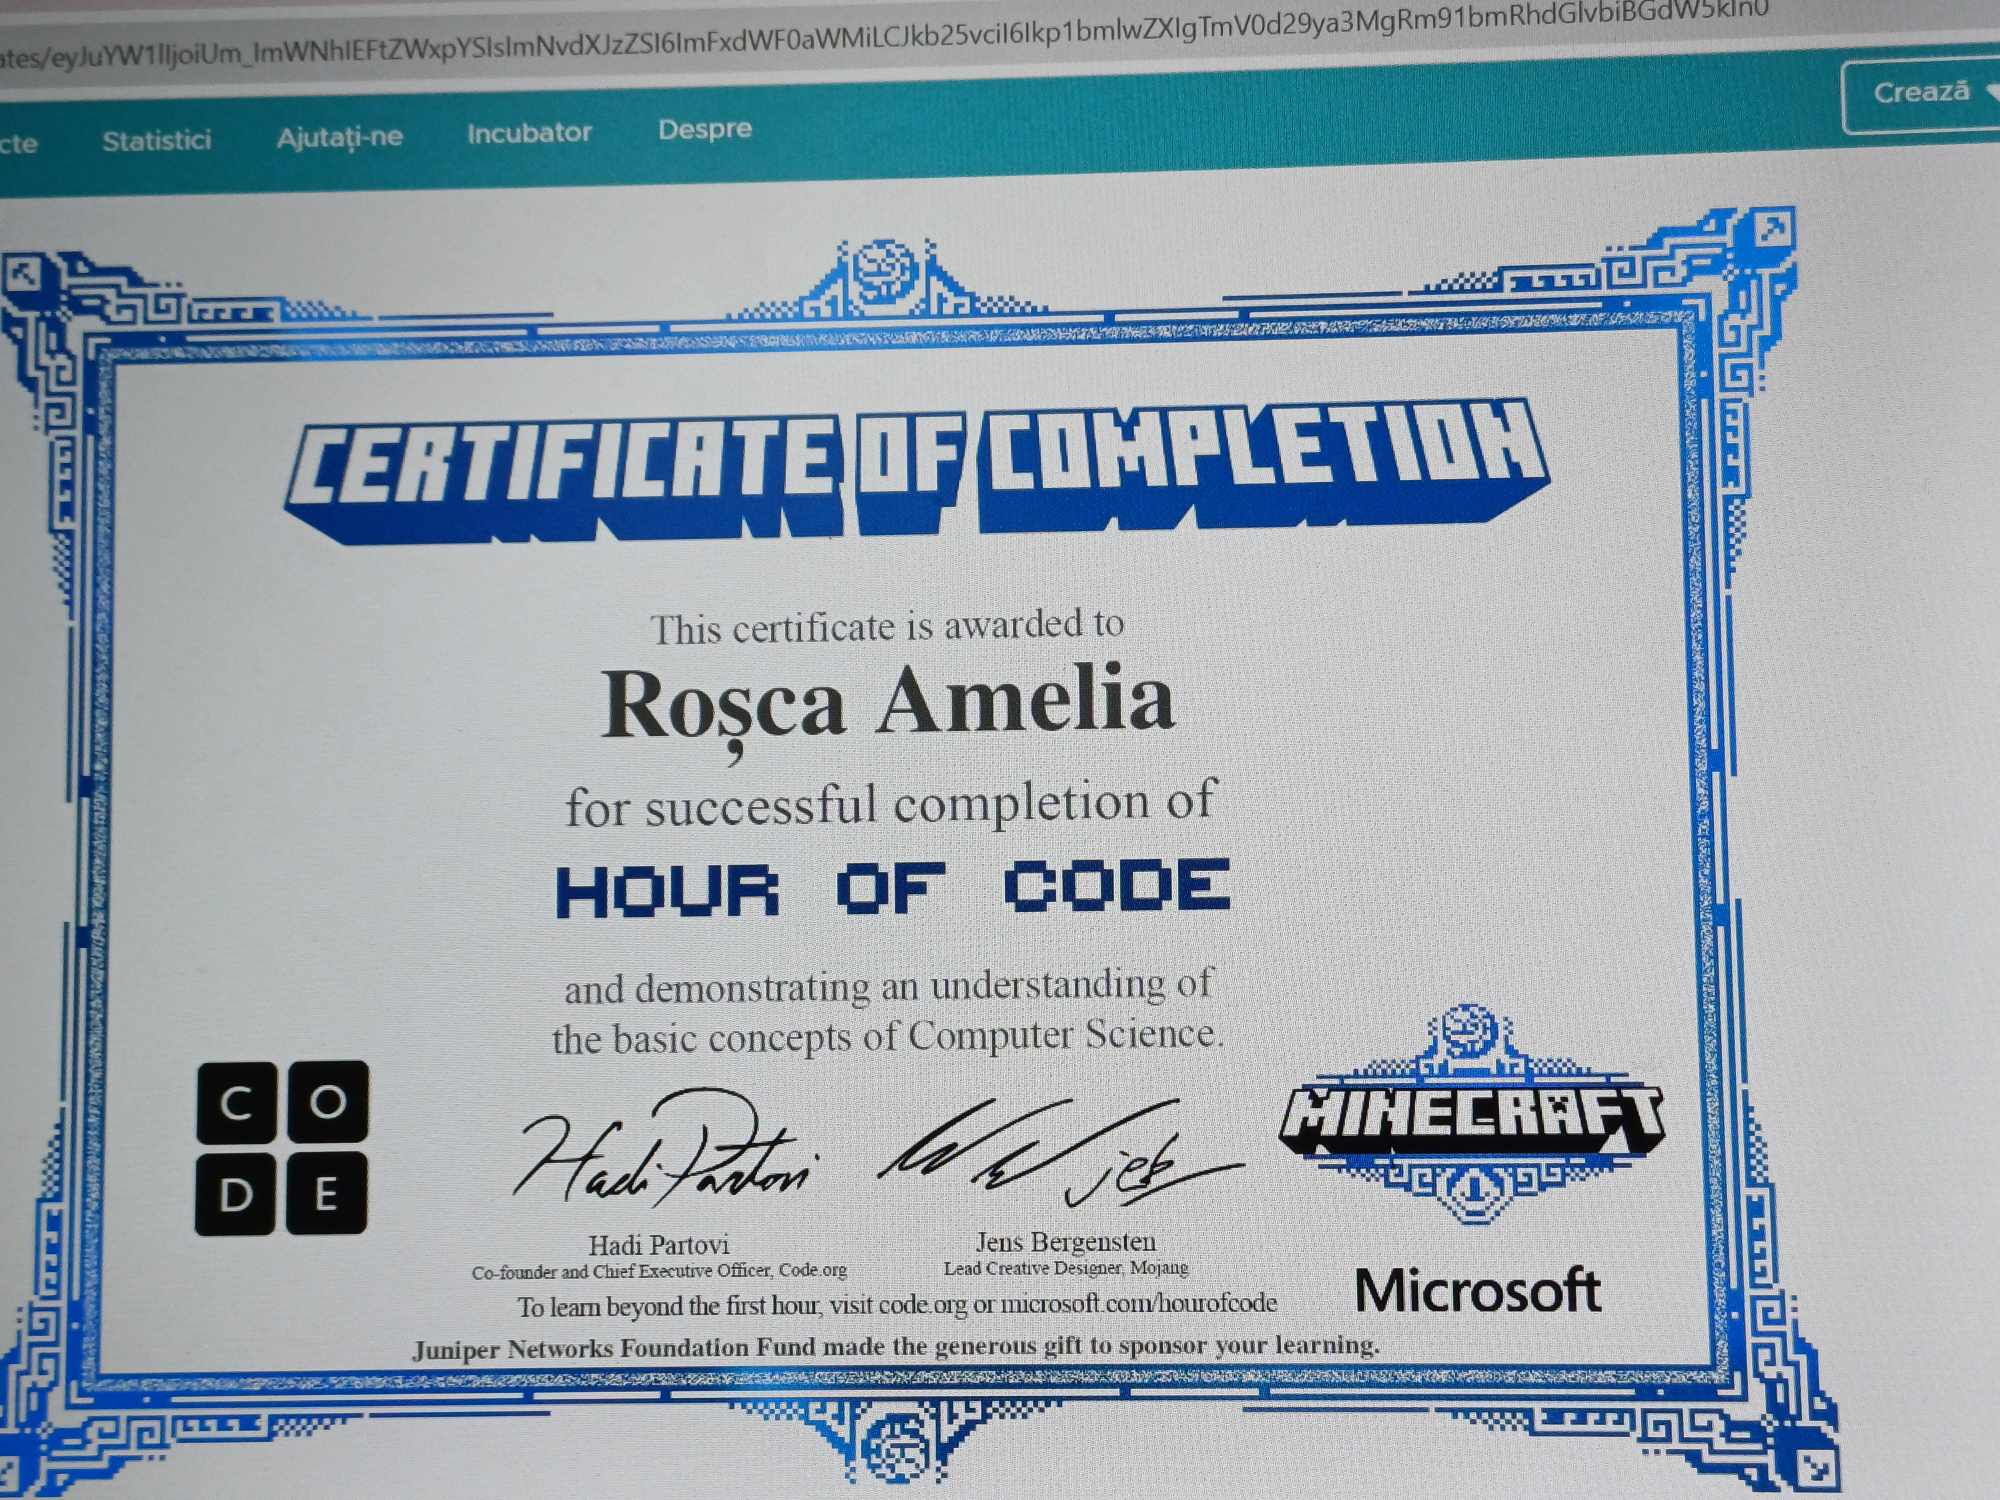 cte Statistici Ajutați-ne Incubator Despre Crează
CERTIFICATE OF COMPLETION
This certificate is awarded to
Roșca Amelia
for successful completion of
HOUR OF CODE
and demonstrating an understanding of
the basic concepts of Computer Science.
C O
D E
Hadi Partovi
jeb
MINECRAFT
Hadi Partovi
Co-founder and Chief Executive Officer, Code.org
Jens Bergensten
Lead Creative Designer, Mojang
To learn beyond the first hour, visit code.org or microsoft.com/hourofcode
Microsoft
Juniper Networks Foundation Fund made the generous gift to sponsor your learning.